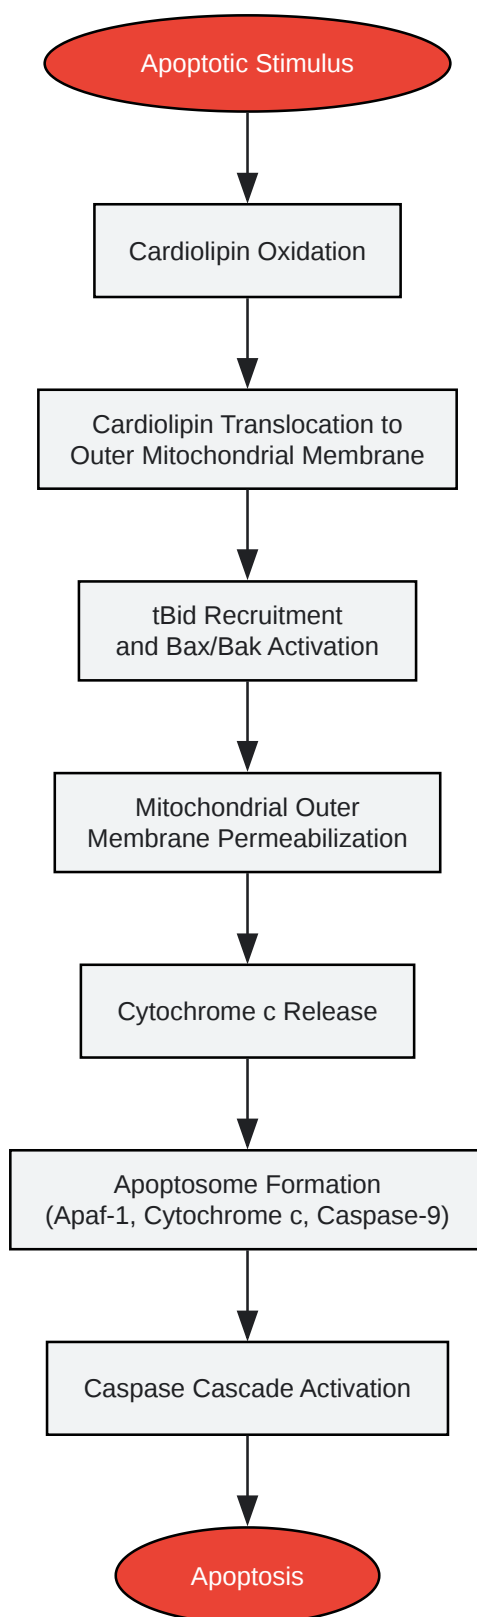 Apoptotic Stimulus
Cardiolipin Oxidation
Cardiolipin Translocation to
Outer Mitochondrial Membrane
tBid Recruitment
and Bax/Bak Activation
Mitochondrial Outer
Membrane Permeabilization
Cytochrome c Release
Apoptosome Formation
(Apaf-1, Cytochrome c, Caspase-9)
Caspase Cascade Activation
Apoptosis